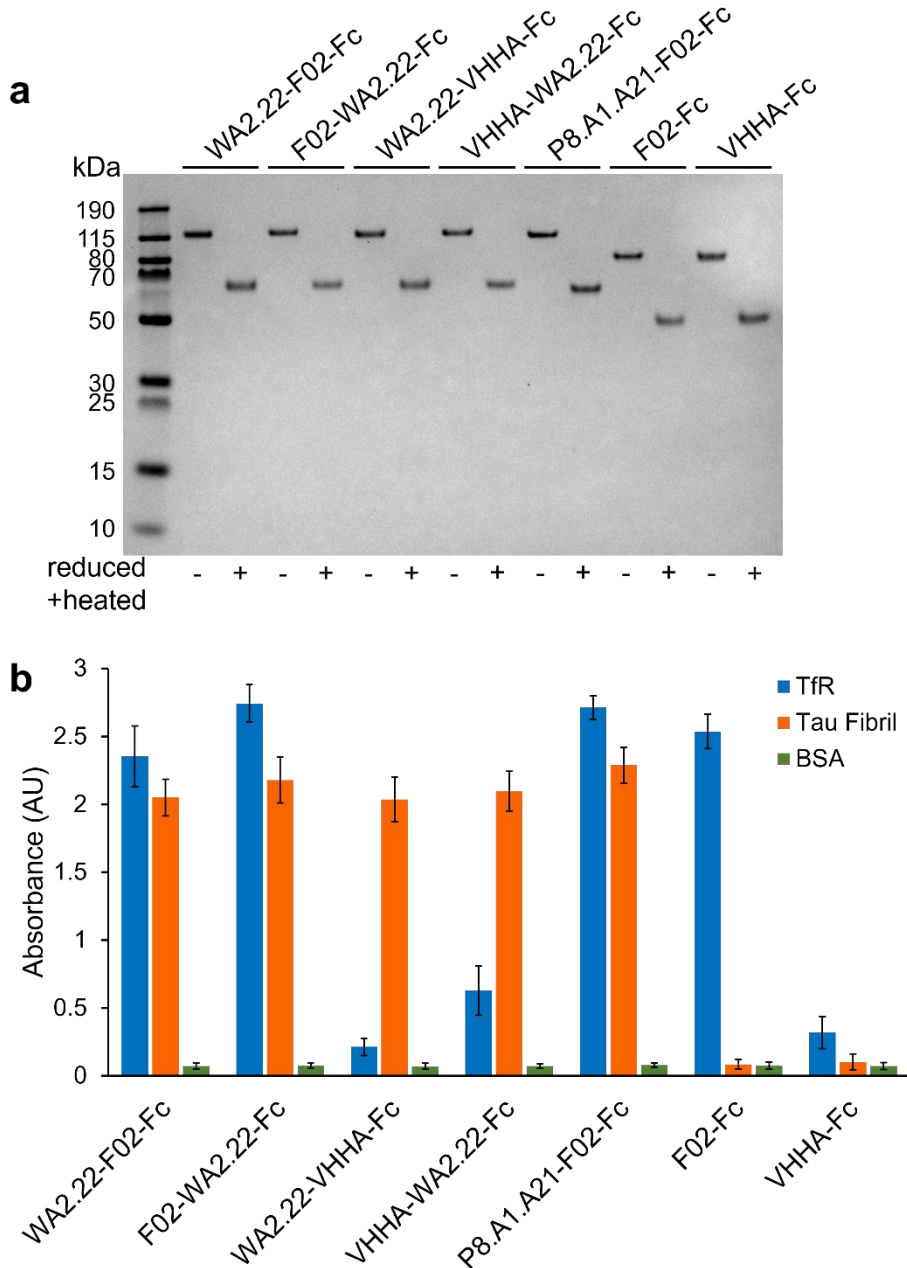 a
WA2.22-F02-Fc
F02-WA2.22-Fc
WA2.22-VHHA-Fc
VHHA-WA2.22-Fc
P8.A1.A21-F02-Fc
F02-Fc
VHHA-Fc
kDa
190
115
80
70
50
30
25
15
10
reduced - + - + - + - + - + - + - +
+heated
b
3
2.5
2
1.5
1
0.5
0
Absorbance (AU)
TfR
Tau Fibril
BSA
WA2.22-F02-Fc
F02-WA2.22-Fc
WA2.22-VHHA-Fc
VHHA-WA2.22-Fc
P8.A1.A21-F02-Fc
F02-Fc
VHHA-Fc